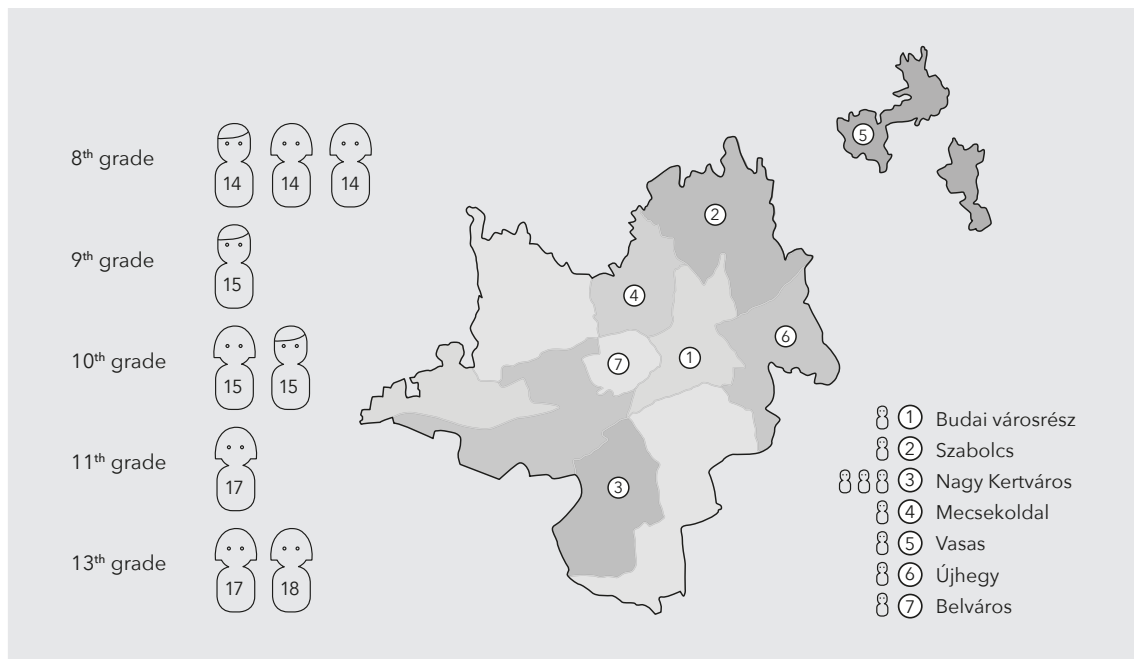 8th grade
14 14 14
9th grade
15
10th grade
15 15
11th grade
17
13th grade
17 18
5
2
4
6
7
1
3
1 Budai városrész
2 Szabolcs
3 Nagy Kertváros
4 Mecsekoldal
5 Vasas
6 Újhegy
7 Belváros